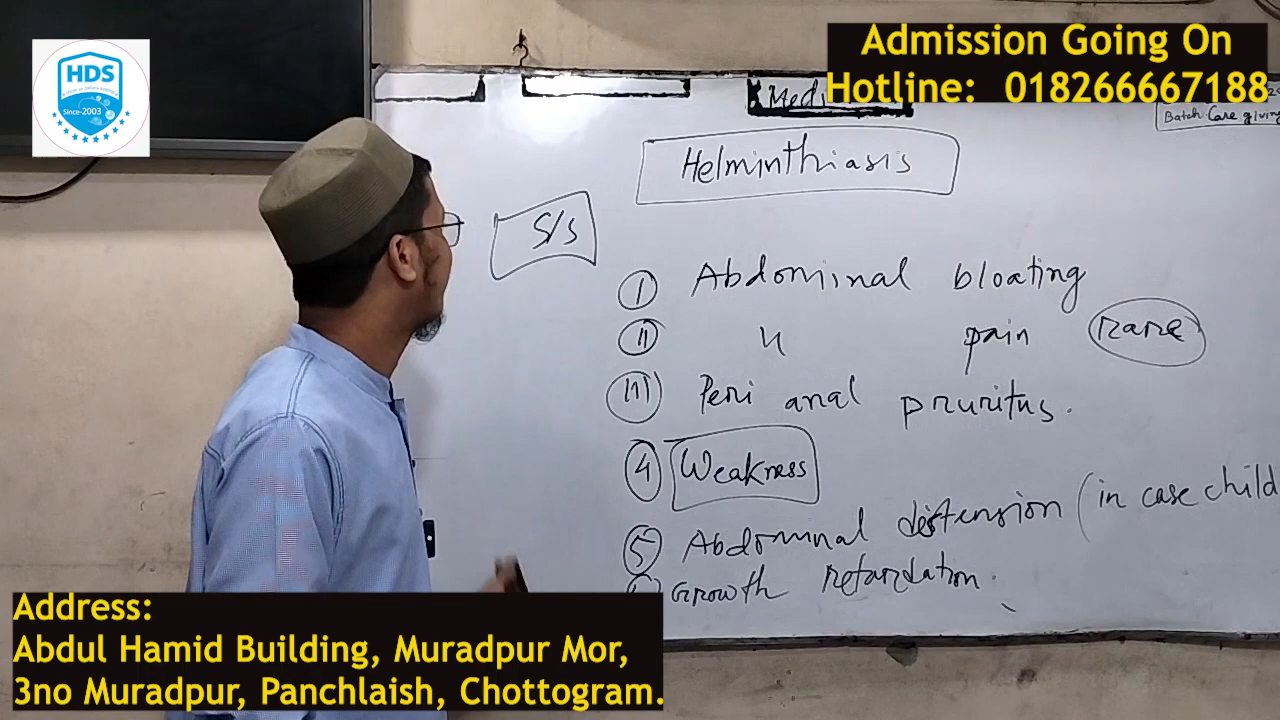 HDS
Since-2003
Admission Going On
Hotline: 018266667188
Medi
Batch Care giving
Helminthiasis
S/s
I Abdominal bloating
II 〃 pain rare
III Peri anal pruritus.
4 Weakness
5 Abdominal distension (in case child
Growth retardation.
Address:
Abdul Hamid Building, Muradpur Mor,
3no Muradpur, Panchlaish, Chottogram.